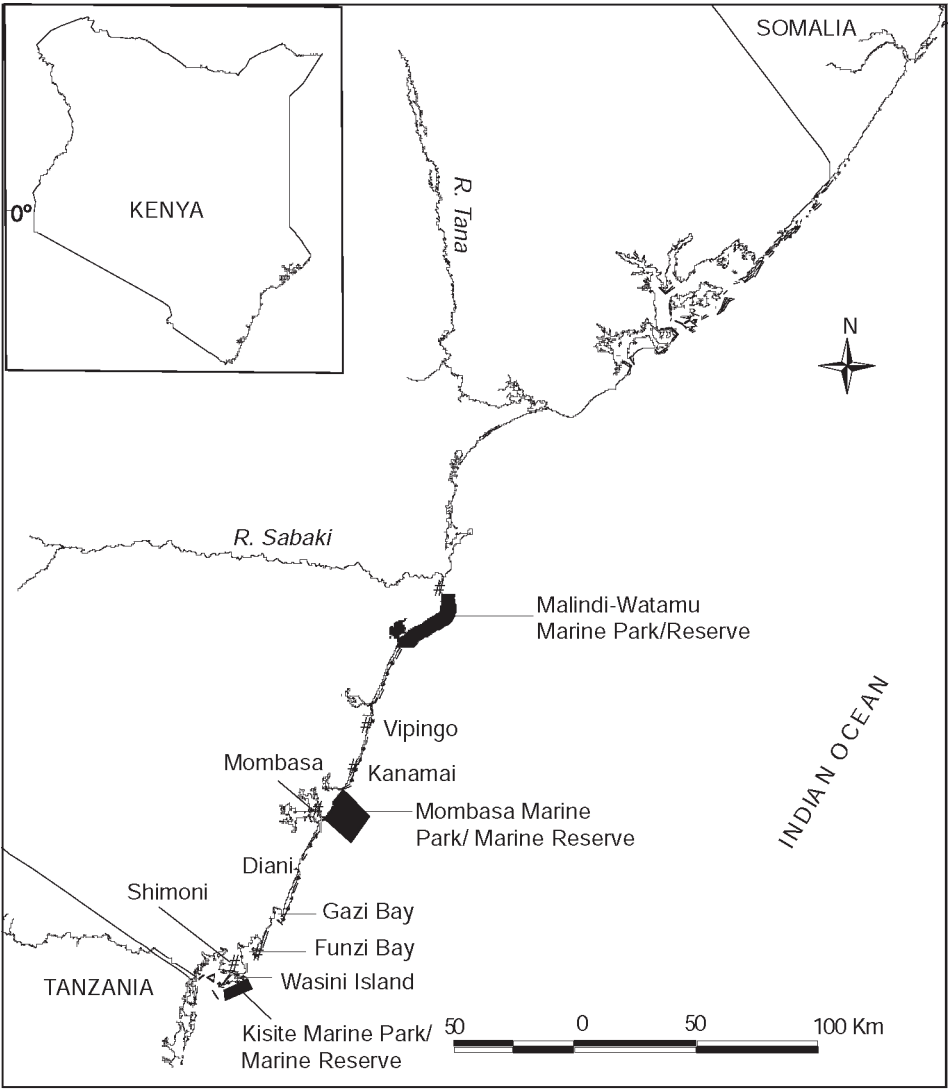 SOMALIA
KENYA
0°
R. Tana
N
R. Sabaki
Malindi-Watamu
Marine Park/Reserve
INDIAN OCEAN
Vipingo
Mombasa
Kanamai
Mombasa Marine
Park/ Marine Reserve
Diani
Shimoni
Gazi Bay
Funzi Bay
Wasini Island
TANZANIA
Kisite Marine Park/
Marine Reserve
50 0 50 100 Km